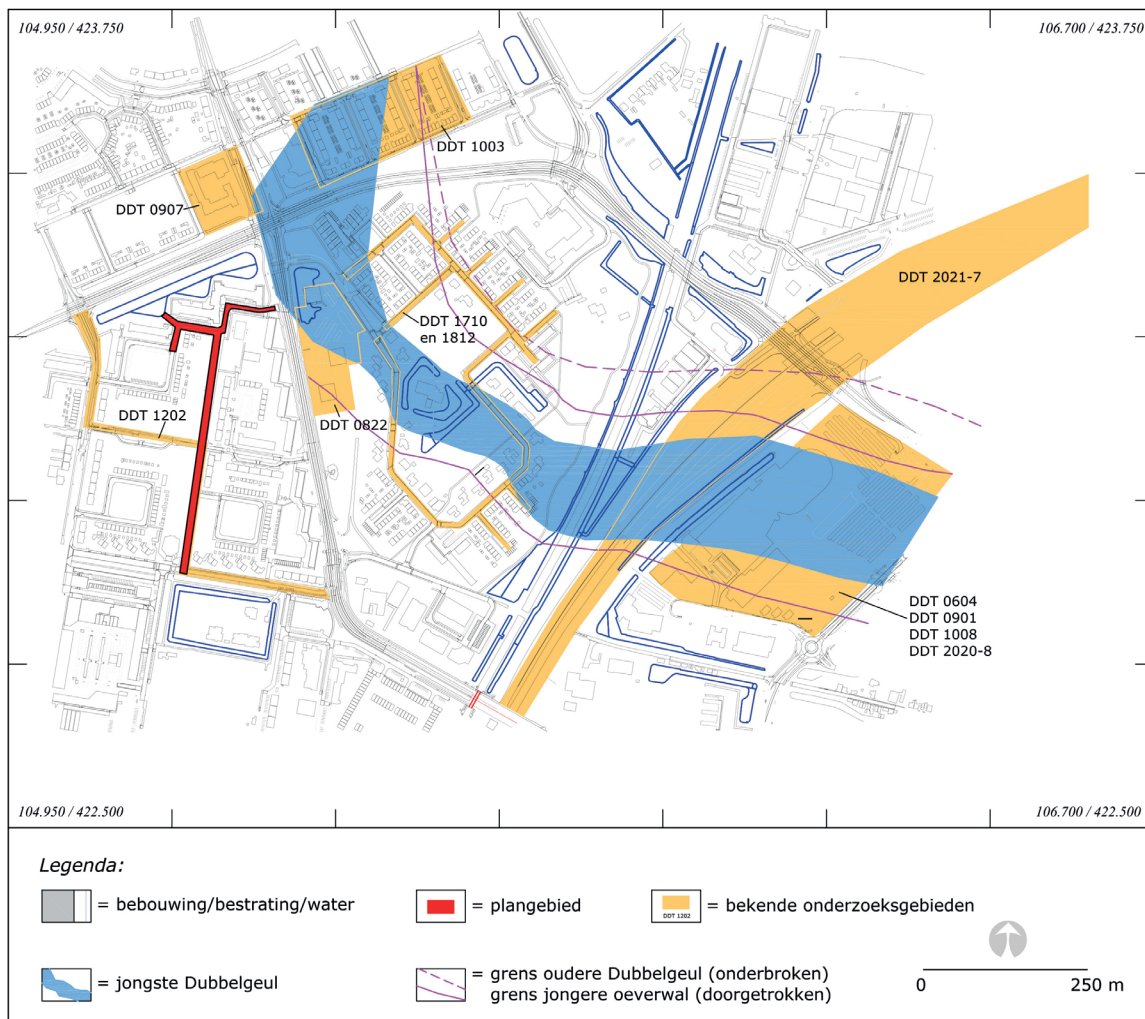 104.950 / 423.750
106.700 / 423.750
DDT 1003
DDT 0907
DDT 2021-7
DDT 1710
en 1812
DDT 1202
DDT 0822
DDT 0604
DDT 0901
DDT 1008
DDT 2020-8
104.950 / 422.500
106.700 / 422.500
Legenda:
= bebouwing/bestrating/water
= plangebied
DDT 1202
= bekende onderzoeksgebieden
= jongste Dubbelgeul
= grens oudere Dubbelgeul (onderbroken)
grens jongere oeverwal (doorgetrokken)
0
250 m